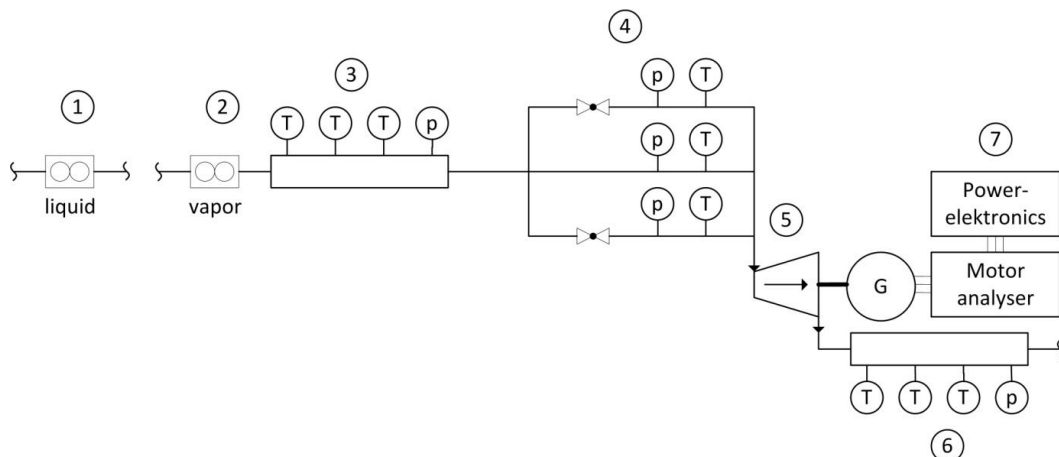 1
liquid
2
vapor
3
T T T p
4
p T
p T
p T
5
G
7
Power-
elektronics
Motor
analyser
T T T p
6